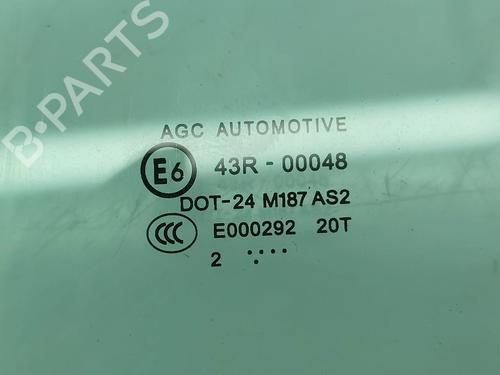 B-PARTS
AGC AUTOMOTIVE
E6 43R - 00048
DOT-24 M187 AS2
CCC E000292 20T
2